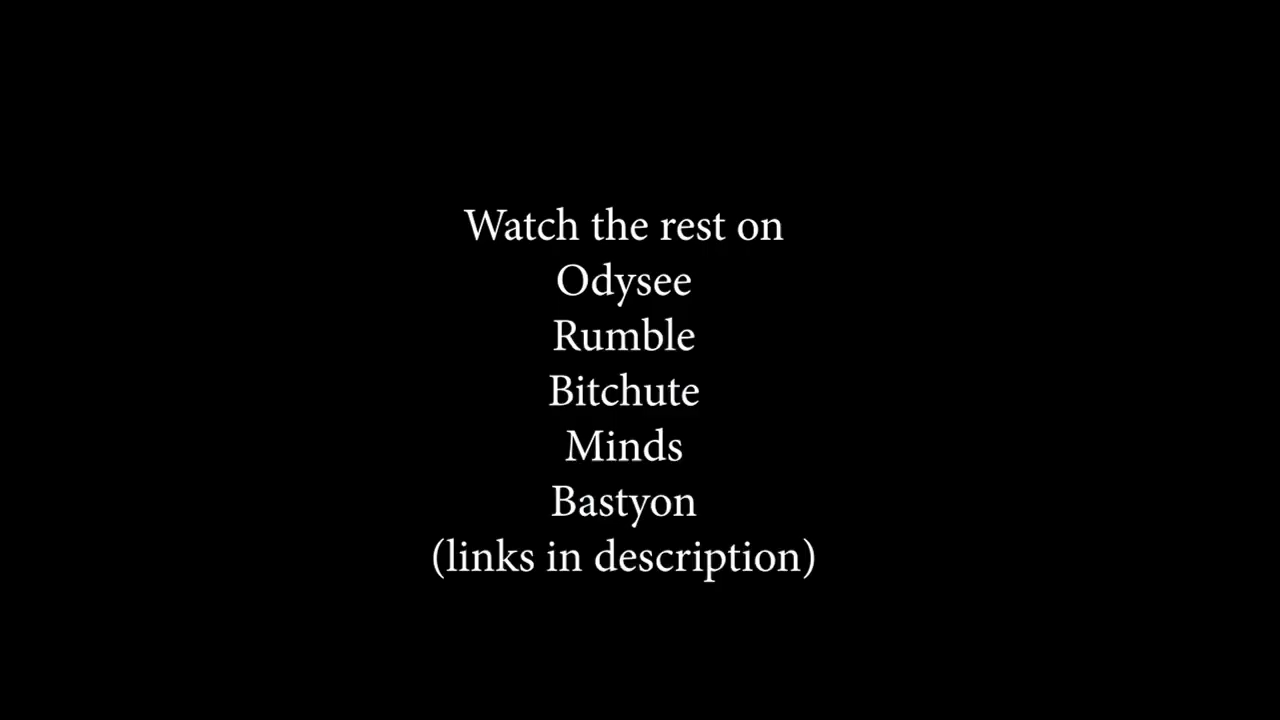 Watch the rest on
Odysee
Rumble
Bitchute
Minds
Bastyon
(links in description)